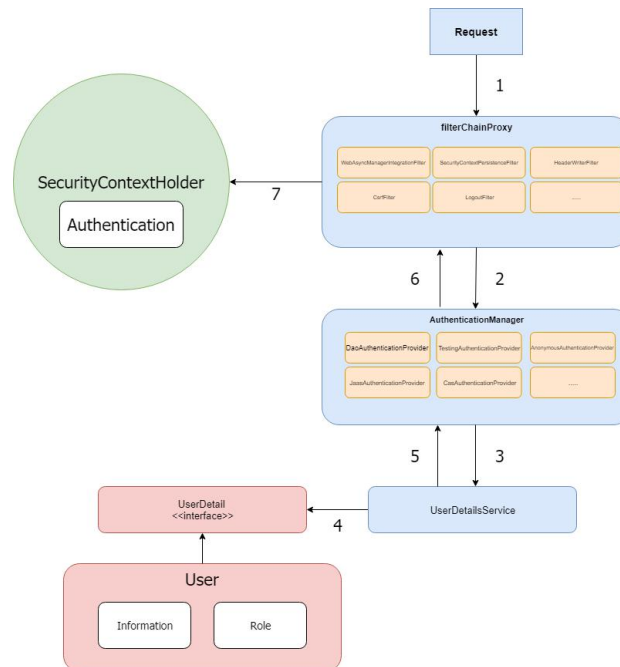 Request
1
filterChainProxy
WebAsyncManagerIntegrationFilter
SecurityContextPersistenceFilter
HeaderWriterFilter
CsrfFilter
LogoutFilter
......
SecurityContextHolder
Authentication
7
6
2
AuthenticationManager
DaoAuthenticationProvider
TestingAuthenticationProvider
AnonymousAuthenticationProvider
JaasAuthenticationProvider
CasAuthenticationProvider
......
5
3
UserDetail
<<interface>>
4
UserDetailsService
User
Information
Role